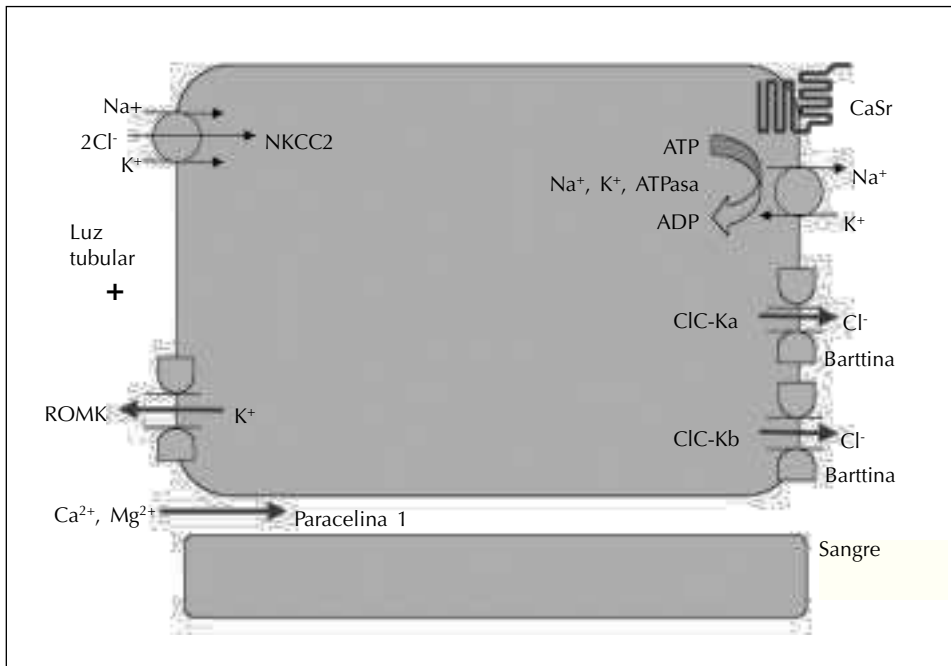 Na+
2Cl-
K+
NKCC2
Luz
tubular
+
ROMK
K+
Ca2+, Mg2+
Paracelina 1
CaSr
ATP
Na+, K+, ATPasa
ADP
Na+
K+
ClC-Ka
Cl-
Barttina
ClC-Kb
Cl-
Barttina
Sangre